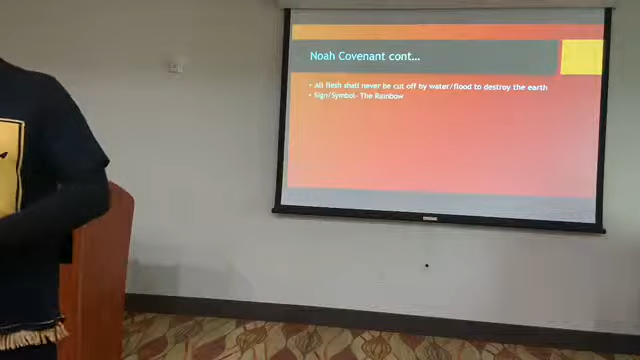 Noah Covenant cont...
• All flesh shall never be cut off by water/flood to destroy the earth
• Sign/Symbol- The Rainbow